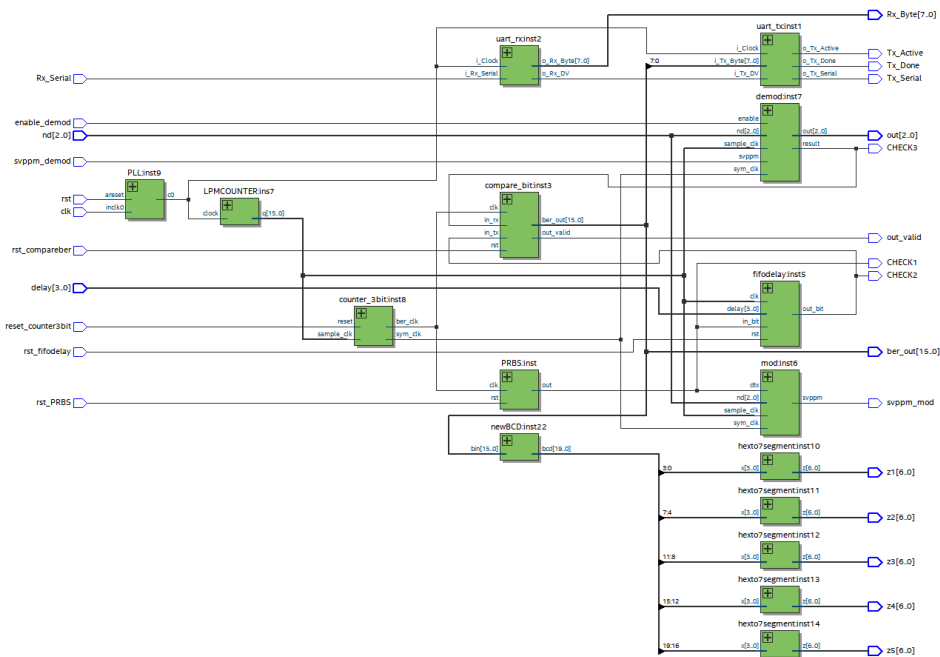 Rx_Byte[7.0]
uart_rx:inst2
i_Clock o_Rx_Byte[7.0]
i_Rx_Serial o_Rx_DV
uart_tx:inst1
i_Clock o_Tx_Active
7:0 i_Tx_Byte[7.0] o_Tx_Done
i_Tx_DV o_Tx_Serial
Tx_Active
Tx_Done
Tx_Serial
Rx_Serial
demod:inst7
enable
nd[2.0] out[2.0]
sample_clk result
svppm
sym_clk
enable_demod
nd[2.0]
out[2.0]
CHECK3
svppm_demod
PLL:inst9
areset c0
inclk0
rst
clk
LPMCOUNTER:ins7
clock q[15.0]
compare_bit:inst3
clk
in_rx ber_out[15.0]
in_tx out_valid
rst
out_valid
rst_compareber
CHECK1
CHECK2
delay[3.0]
fifodelay:inst5
clk
delay[3.0] out_bit
in_bit
rst
counter_3bit:inst8
reset ber_clk
sample_clk sym_clk
reset_counter3bit
rst_fifodelay
ber_out[15.0]
PRBS:inst
clk out
rst
rst_PRBS
mod:inst6
dtx
nd[2.0] svppm
sample_clk
sym_clk
svppm_mod
newBCD:inst22
bin[15.0] bcd[19.0]
hexto7segment:inst10
3:0 x[3.0] z[6.0] z1[6.0]
hexto7segment:inst11
7:4 x[3.0] z[6.0] z2[6.0]
hexto7segment:inst12
11:8 x[3.0] z[6.0] z3[6.0]
hexto7segment:inst13
15:12 x[3.0] z[6.0] z4[6.0]
hexto7segment:inst14
19:16 x[3.0] z[6.0] z5[6.0]